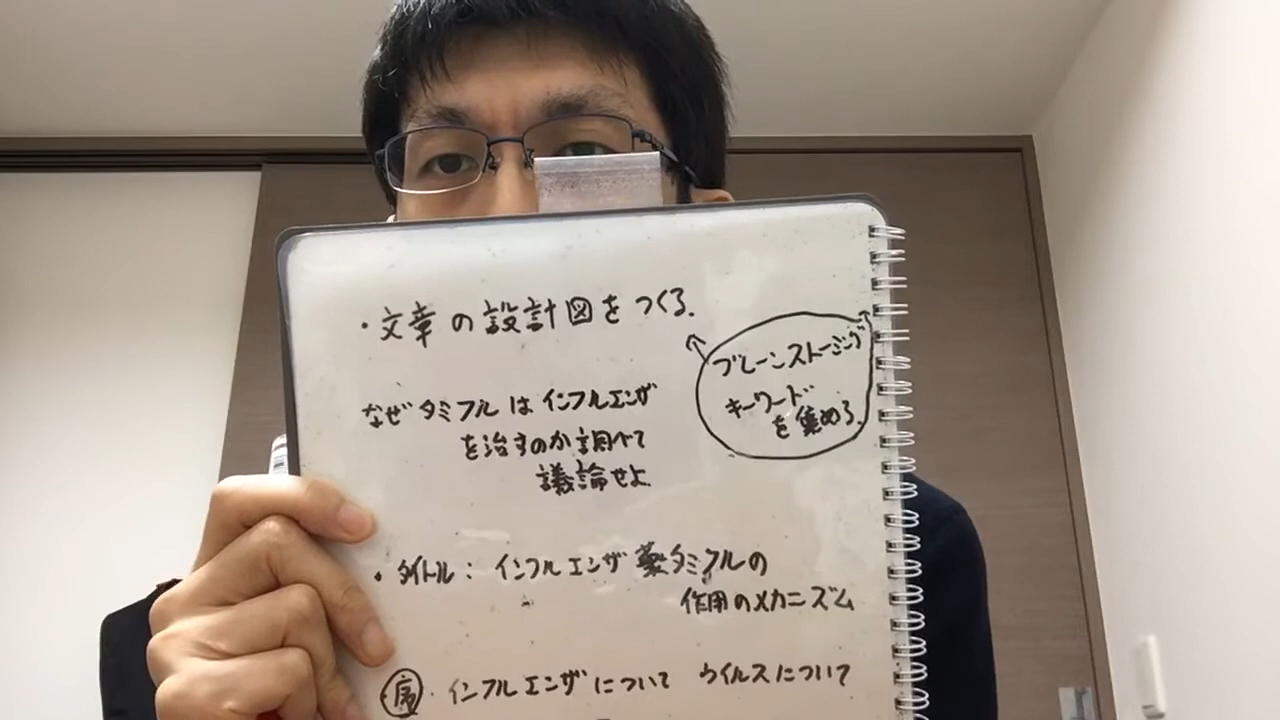 ・文章の設計図をつくる.
ブレーンストーミング
キーワード
を集める.
なぜタミフルはインフルエンザ
を治すのか調べて
議論せよ
・タイトル：インフルエンザ薬タミフルの
作用のメカニズム
インフルエンザについて ウイルスについて